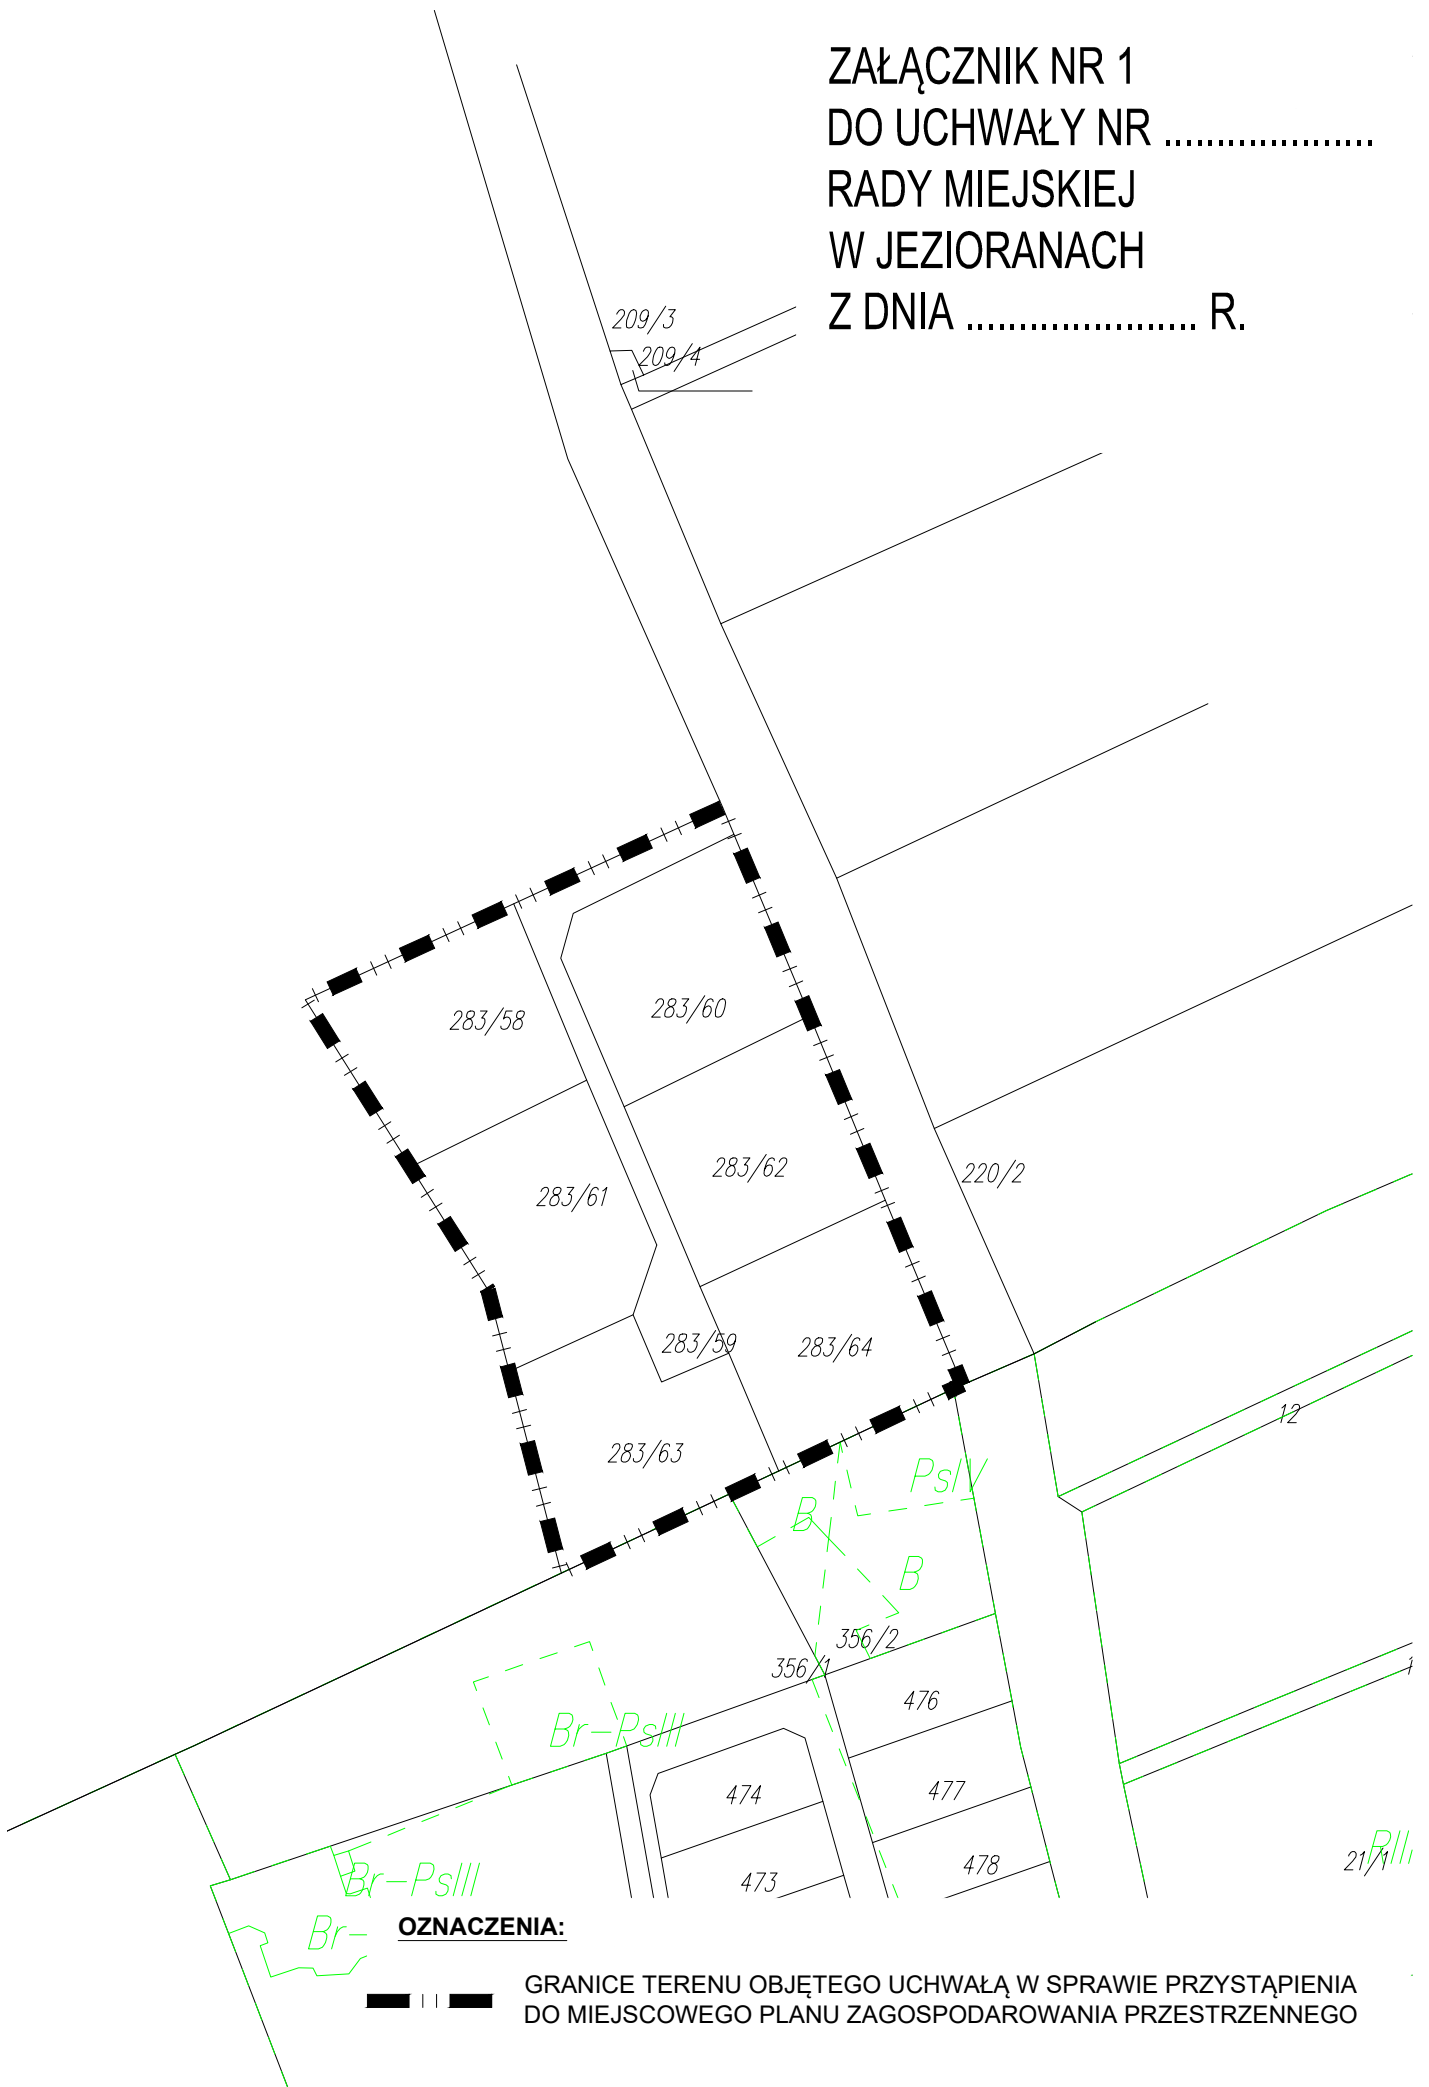 ZAŁĄCZNIK NR 1
DO UCHWAŁY NR ....................
RADY MIEJSKIEJ
W JEZIORANACH
Z DNIA ...................... R.
209/3
209/4
283/58
283/60
283/62
220/2
283/61
283/59
283/64
12
283/63
PsIV
B
B
356/2
356/1
476
Br-PsIII
477
474
21/1
RIII
478
473
Br-PsIII
Br-
OZNACZENIA:
GRANICE TERENU OBJĘTEGO UCHWAŁĄ W SPRAWIE PRZYSTĄPIENIA
DO MIEJSCOWEGO PLANU ZAGOSPODAROWANIA PRZESTRZENNEGO